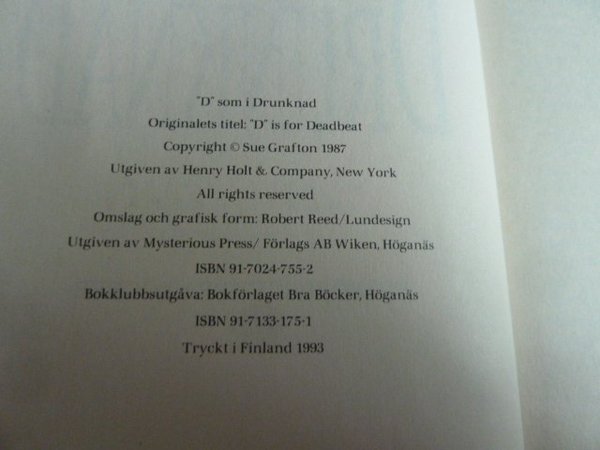 "D" som i Drunknad
Originalets titel: "D" is for Deadbeat
Copyright © Sue Grafton 1987
Utgiven av Henry Holt & Company, New York
All rights reserved
Omslag och grafisk form: Robert Reed/Lundesign
Utgiven av Mysterious Press/ Förlags AB Wiken, Höganäs
ISBN 91-7024-755-2
Bokklubbsutgåva: Bokförlaget Bra Böcker, Höganäs
ISBN 91-7133-175-1
Tryckt i Finland 1993